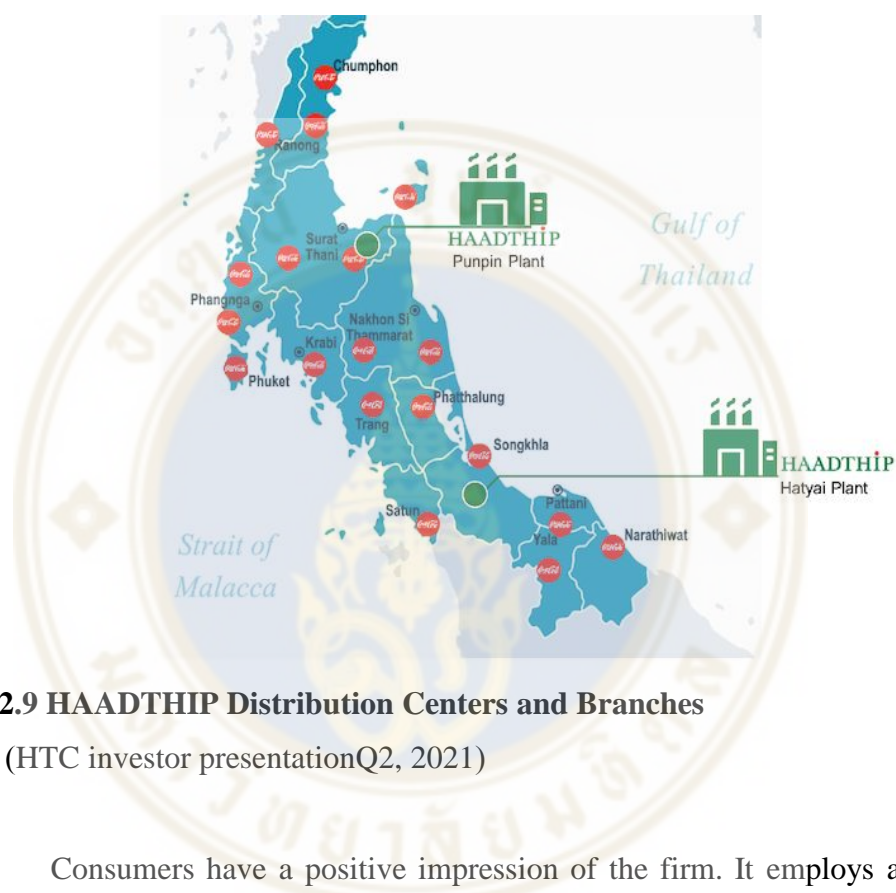 Chumphon
Ranong
HAADTHIP
Punpin Plant
Gulf of
Thailand
Surat
Thani
Phangnga
Nakhon Si
Thammarat
Krabi
Phuket
Phatthalung
Trang
Songkhla
HAADTHIP
Hatyai Plant
Satun
Pattani
Yala
Narathiwat
Strait of
Malacca
2.9 HAADTHIP Distribution Centers and Branches
(HTC investor presentationQ2, 2021)
Consumers have a positive impression of the firm. It employs a